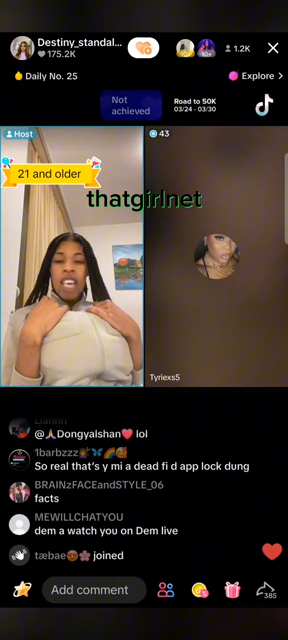 Destiny_standal...
175.2K
10+
1.2K
Daily No. 25
Explore >
Not
achieved
Road to 50K
03/24 - 03/30
Host
43
21 and older
thatgirlnet
Tyriexs5
@🙏🏾Dongyalshan❤️ lol
1barbzzz
So real that's y mi a dead fi d app lock dung
BRAINzFACEandSTYLE_06
facts
MEWILLCHATYOU
dem a watch you on Dem live
tæbae joined
Add comment
385